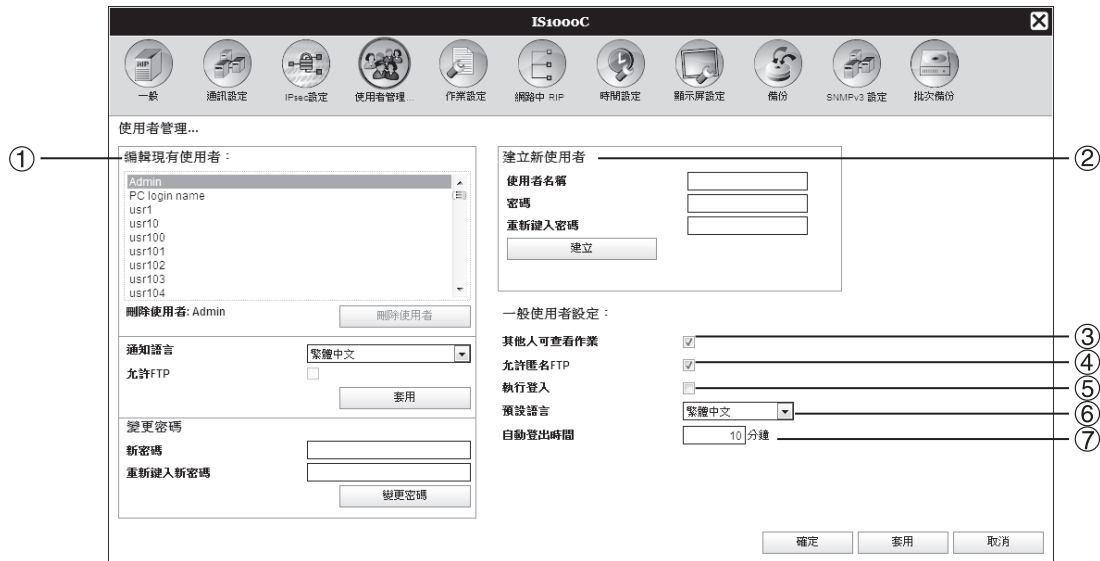 IS1000C
RIP
一般
通訊設定
IPsec設定
使用者管理...
作業設定
網路中 RIP
時間設定
顯示屏設定
備份
SNMPv3 設定
批次備份
使用者管理...
①
編輯現有使用者：
Admin
PC login name
usr1
usr10
usr100
usr101
usr102
usr103
usr104
刪除使用者: Admin
刪除使用者
通知語言
繁體中文
允許FTP
套用
變更密碼
新密碼
重新鍵入新密碼
變更密碼
建立新使用者
②
使用者名稱
密碼
重新鍵入密碼
建立
一般使用者設定：
其他人可查看作業
③
允許匿名FTP
④
執行登入
⑤
預設語言
繁體中文
⑥
自動登出時間
10 分鐘
⑦
確定
套用
取消